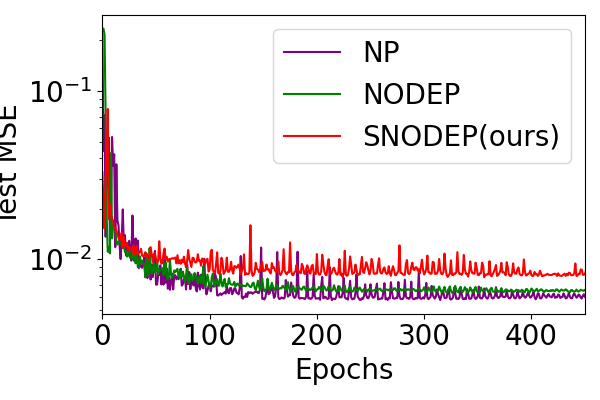 NP
NODEP
SNODEP(ours)
Test MSE
10⁻¹
10⁻²
0 100 200 300 400
Epochs